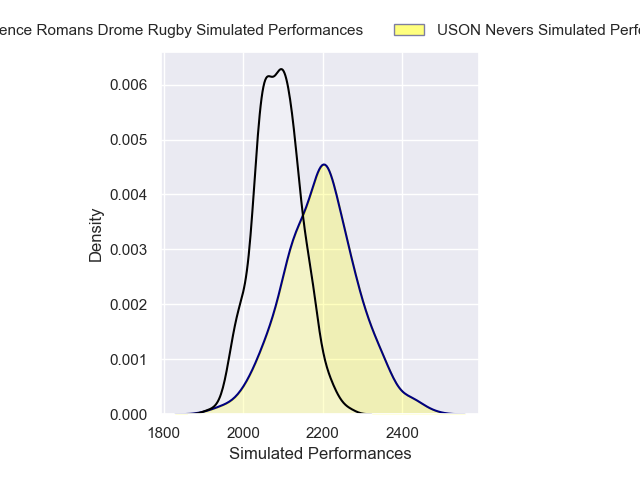 ence Romans Drome Rugby Simulated Performances
USON Nevers Simulated Perfo
0.006
0.005
0.004
0.003
0.002
0.001
0.000
Density
1800 2000 2200 2400
Simulated Performances